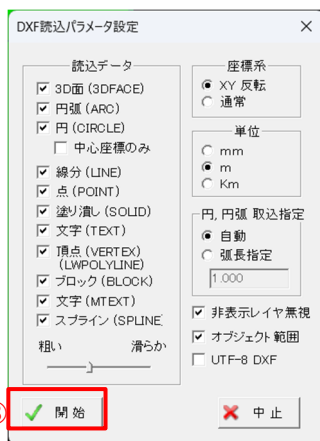 DXF読込パラメータ設定
読込データ
3D面 (3DFACE)
円弧 (ARC)
円 (CIRCLE)
中心座標のみ
線分 (LINE)
点 (POINT)
塗り潰し (SOLID)
文字 (TEXT)
頂点 (VERTEX)
(LWPOLYLINE)
ブロック (BLOCK)
文字 (MTEXT)
スプライン (SPLINE
粗い 滑らか
座標系
XY 反転
通常
単位
mm
m
Km
円, 円弧 取込指定
自動
弧長指定
1.000
非表示レイヤ無視
オブジェクト範囲
UTF-8 DXF
開 始
中 止